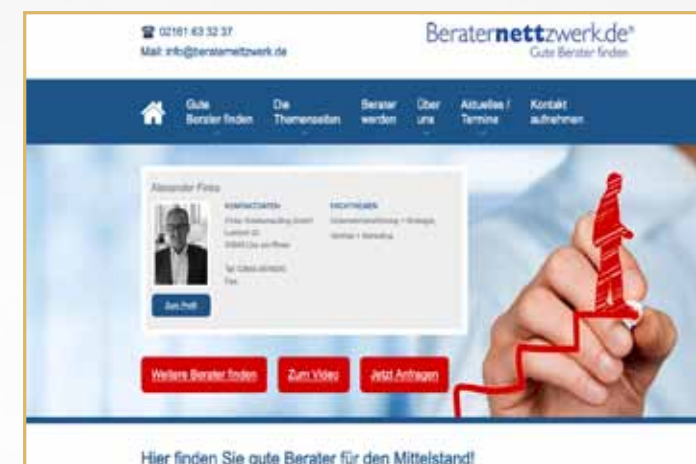 ☎ 02161 63 32 37
Mail: info@beraternettzwerk.de
Beraternettzwerk.de®
Gute Berater finden
Gute
Berater finden
Die
Themenseiten
Berater
werden
Über
uns
Aktuelles /
Termine
Kontakt
aufnehmen
Alexander Finks
KONTAKTDATEN
FACHTHEMEN
Zum Profil
Weitere Berater finden
Zum Video
Jetzt Anfragen
Hier finden Sie gute Berater für den Mittelstand!